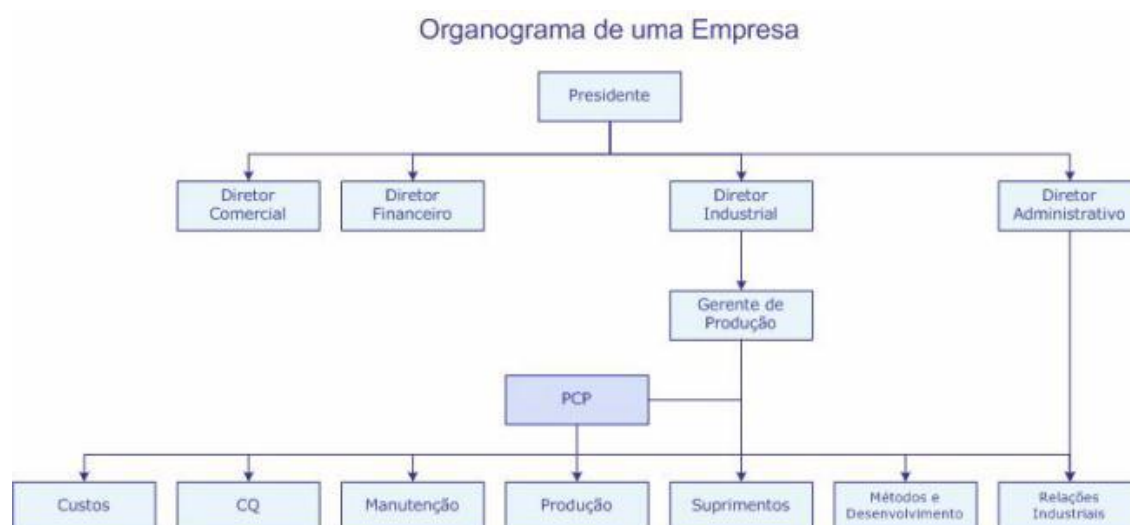 Organograma de uma Empresa
Presidente
Diretor
Comercial
Diretor
Financeiro
Diretor
Industrial
Diretor
Administrativo
Gerente de
Produção
PCP
Custos
CQ
Manutenção
Produção
Suprimentos
Métodos e
Desenvolvimento
Relações
Industriais